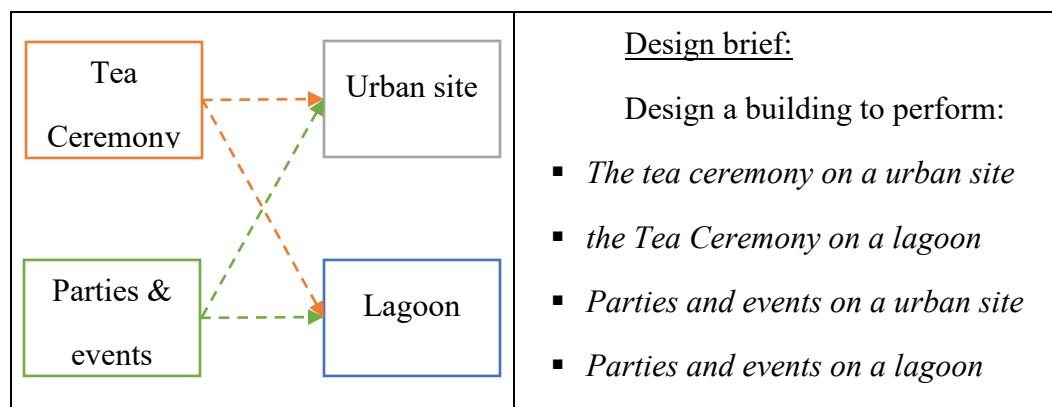 Tea
Ceremony
Urban site
Parties &
events
Lagoon
Design brief:
Design a building to perform:
▪ The tea ceremony on a urban site
▪ the Tea Ceremony on a lagoon
▪ Parties and events on a urban site
▪ Parties and events on a lagoon